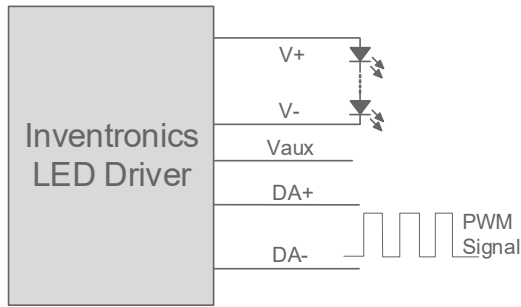 V+
V-
Inventronics
LED Driver
Vaux
DA+
PWM
Signal
DA-